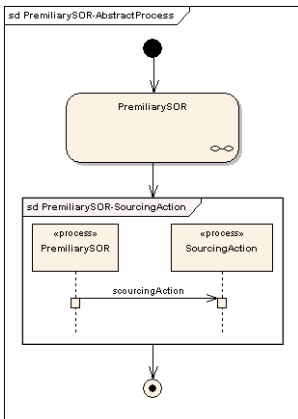 sd PremiliarySOR-AbstractProcess
PremiliarySOR
sd PremiliarySOR-SourcingAction
«process»
PremiliarySOR
«process»
SourcingAction
scourcingAction